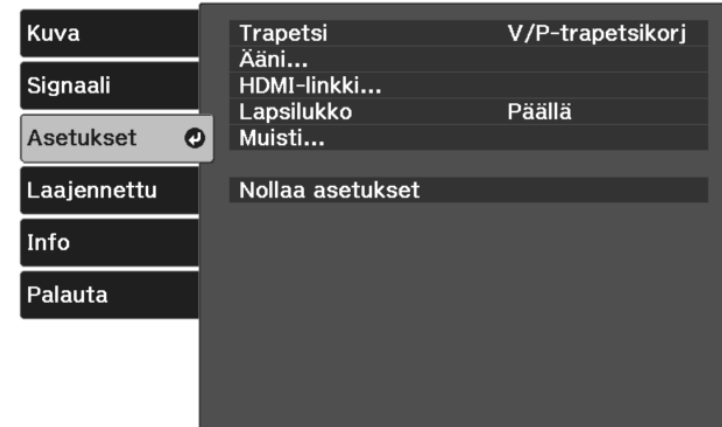 Kuva
Signaali
Asetukset
Laajennettu
Info
Palauta
Trapetsi V/P-trapetsikorj
Ääni...
HDMI-linkki...
Lapsilukko Päällä
Muisti...
Nollaa asetukset